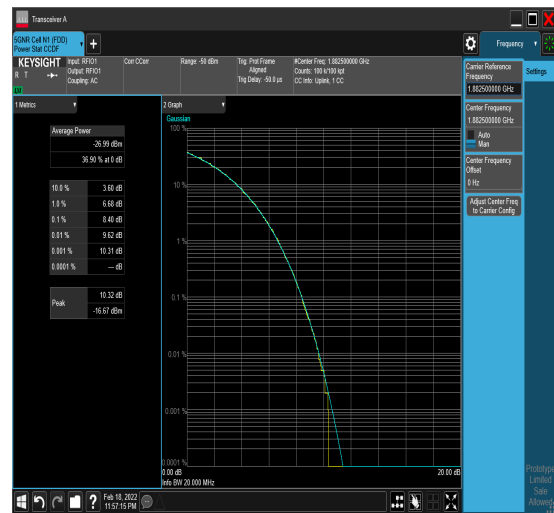 Transceiver A
5GNR Cell N1 (FDD)
Power Stat CCDF
Frequency
KEYSIGHT
R T
Input: RFIO1
Output: RFIO1
Coupling: AC
Corr CCorr
Range: -50 dBm
Trig: Prot Frame
Aligned
Trig Delay: -50.0 µs
#Center Freq: 1.882500000 GHz
Counts: 100 k/100 kpt
CC Info: Uplink, 1 CC
1 Metrics
Average Power
-26.99 dBm
36.90 % at 0 dB
10.0 % 3.60 dB
1.0 % 6.68 dB
0.1 % 8.40 dB
0.01 % 9.62 dB
0.001 % 10.31 dB
0.0001 % --- dB
Peak
10.32 dB
-16.67 dBm
2 Graph
Gaussian
100 %
10 %
1 %
0.1 %
0.01 %
0.001 %
0.0001 %
0.00 dB
20.00 dB
Info BW 20.000 MHz
Carrier Reference
Frequency
1.882500000 GHz
Center Frequency
1.882500000 GHz
Auto
Man
Center Frequency
Offset
0 Hz
Adjust Center Freq
to Carrier Config
Settings
Prototype
Limited
Sale
Allowed
?
Feb 18, 2022
11:57:15 PM